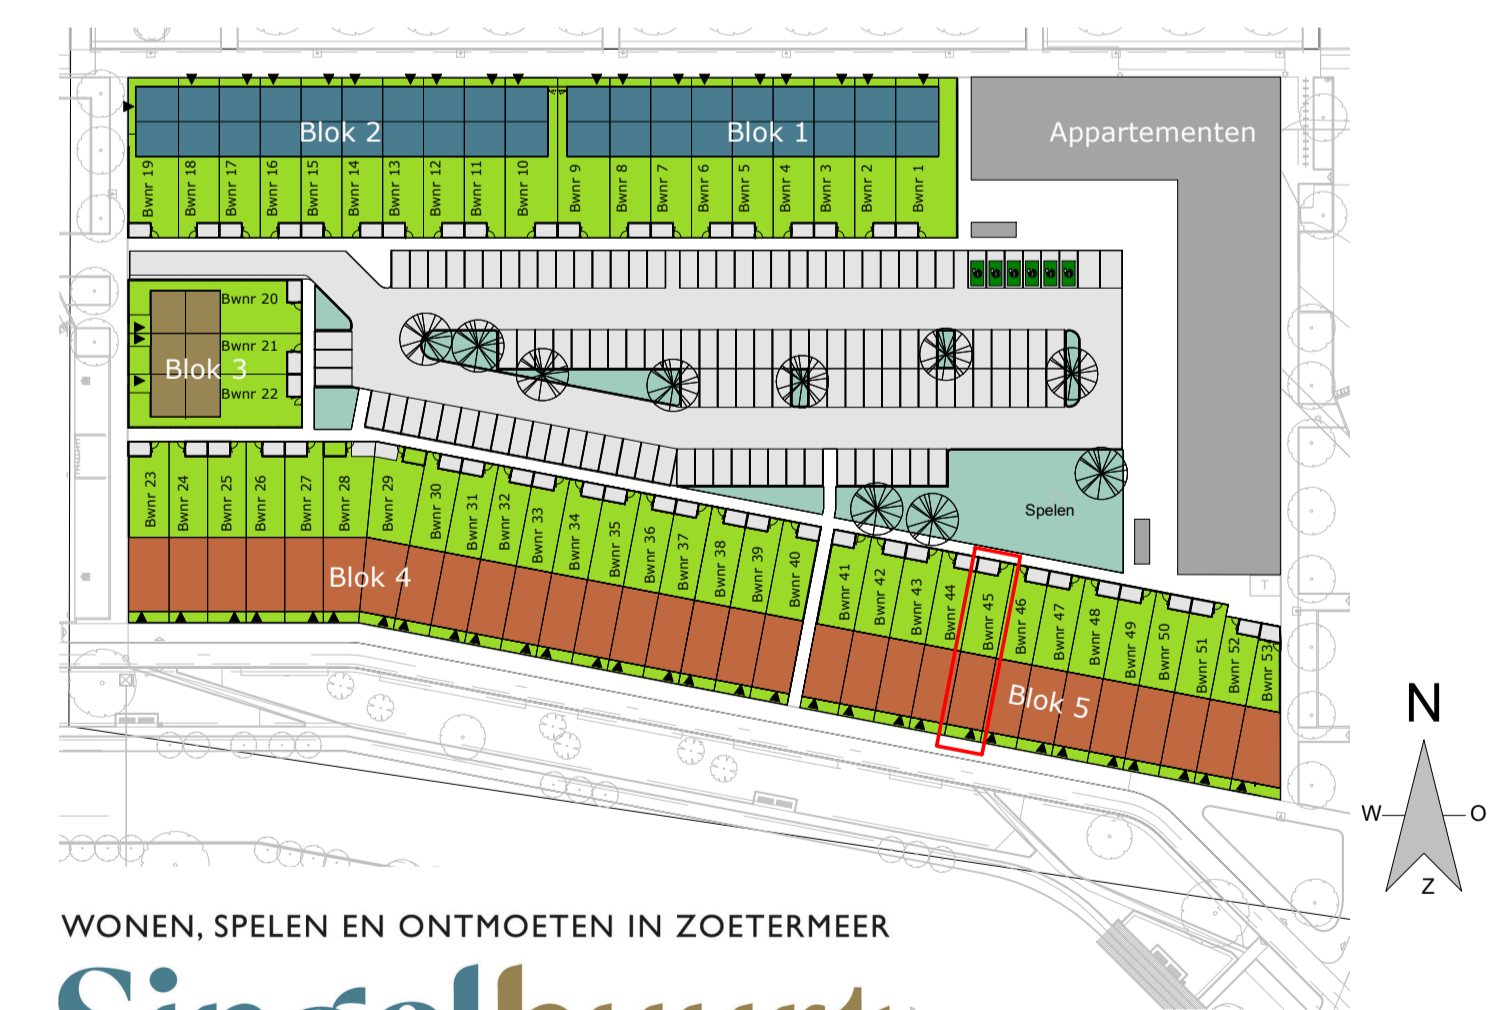 Blok 2
Blok 1
Appartementen
Bwnr 19
Bwnr 18
Bwnr 17
Bwnr 16
Bwnr 15
Bwnr 14
Bwnr 13
Bwnr 12
Bwnr 11
Bwnr 10
Bwnr 9
Bwnr 8
Bwnr 7
Bwnr 6
Bwnr 5
Bwnr 4
Bwnr 3
Bwnr 2
Bwnr 1
Bwnr 20
Bwnr 21
Blok 3
Bwnr 22
Bwnr 23
Bwnr 24
Bwnr 25
Bwnr 26
Bwnr 27
Bwnr 28
Bwnr 29
Bwnr 30
Bwnr 31
Bwnr 32
Bwnr 33
Bwnr 34
Bwnr 35
Bwnr 36
Bwnr 37
Bwnr 38
Bwnr 39
Bwnr 40
Spelen
Blok 4
Bwnr 41
Bwnr 42
Bwnr 43
Bwnr 44
Bwnr 45
Bwnr 46
Bwnr 47
Bwnr 48
Bwnr 49
Bwnr 50
Bwnr 51
Bwnr 52
Bwnr 53
T
Blok 5
N
W
O
Z
WONEN, SPELEN EN ONTMOETEN IN ZOETERMEER
Singelbuurt